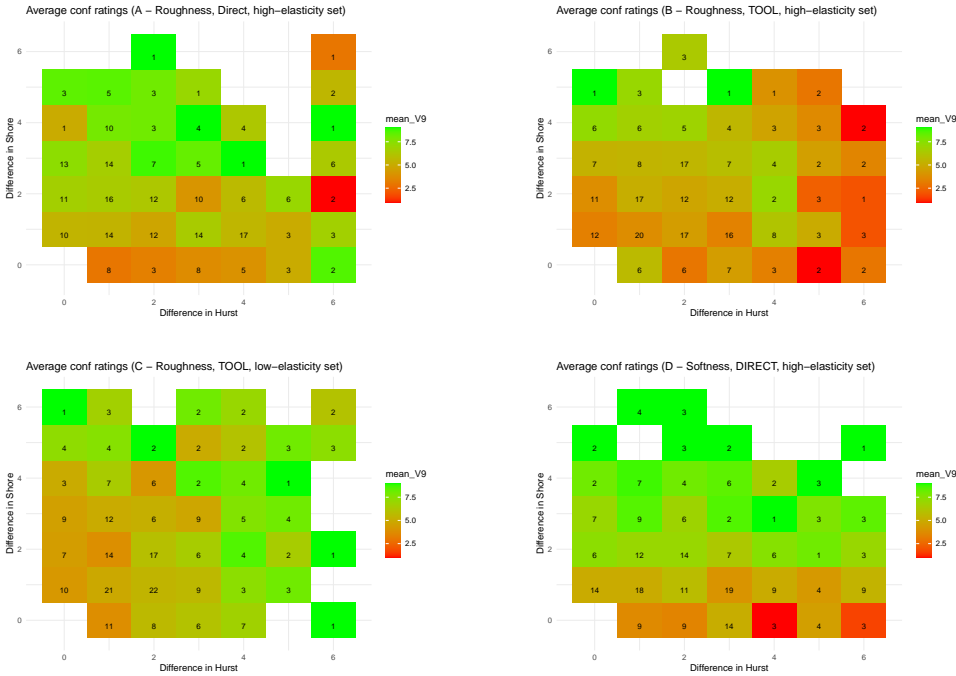 Average conf ratings (A − Roughness, Direct, high−elasticity set)
1 1
3 5 3 1 2
1 10 3 4 4 1
13 14 7 5 1 6
11 16 12 10 6 6 2
10 14 12 14 17 3 3
8 3 8 5 3 2
0 2 4 6
0 2 4 6
Difference in Hurst
Difference in Shore
mean_V9
7.5
5.0
2.5
Average conf ratings (B − Roughness, TOOL, high−elasticity set)
3
1 3 1 1 2
6 6 5 4 3 3 2
7 8 17 7 4 2 2
11 17 12 12 2 3 1
12 20 17 16 8 3 3
6 6 7 3 2 2
0 2 4 6
0 2 4 6
Difference in Hurst
Difference in Shore
mean_V9
7.5
5.0
2.5
Average conf ratings (C − Roughness, TOOL, low−elasticity set)
1 3 2 2 2
4 4 2 2 2 3 3
3 7 6 2 4 1
9 12 6 9 5 4
7 14 17 6 4 2 1
10 21 22 9 3 3
11 8 6 7 1
0 2 4 6
0 2 4 6
Difference in Hurst
Difference in Shore
mean_V9
7.5
5.0
2.5
Average conf ratings (D − Softness, DIRECT, high−elasticity set)
4 3
2 3 2 1
2 7 4 6 2 3
7 9 6 2 1 3 3
6 12 14 7 6 1 3
14 18 11 19 9 4 9
9 9 14 3 4 3
0 2 4 6
0 2 4 6
Difference in Hurst
Difference in Shore
mean_V9
7.5
5.0
2.5